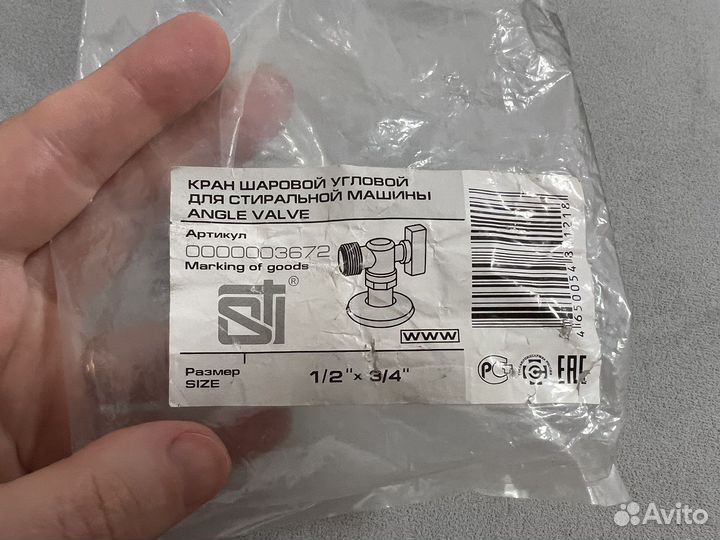 КРАН ШАРОВОЙ УГЛОВОЙ
ДЛЯ СТИРАЛЬНОЙ МАШИНЫ
ANGLE VALVE
Артикул
0000003672
Marking of goods
STI®
www
Размер
SIZE
1/2" x 3/4"
РСТ
EAC
Avito